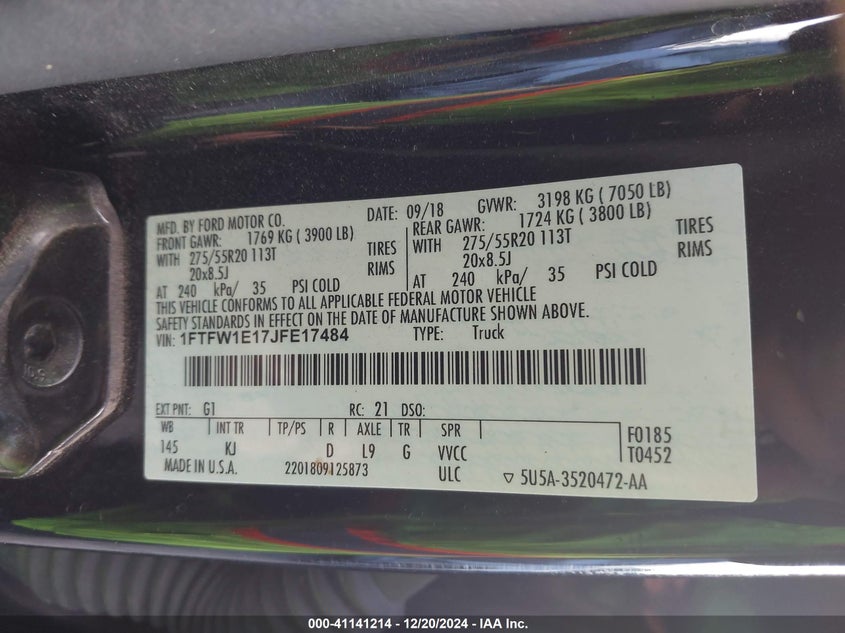 MFD. BY FORD MOTOR CO.
DATE: 09/18 GVWR: 3198 KG ( 7050 LB)
FRONT GAWR: 1769 KG ( 3900 LB)
WITH 275/55R20 113T TIRES
20x8.5J RIMS
AT 240 kPa/ 35 PSI COLD
REAR GAWR: 1724 KG ( 3800 LB)
WITH 275/55R20 113T TIRES
20x8.5J RIMS
AT 240 kPa/ 35 PSI COLD
THIS VEHICLE CONFORMS TO ALL APPLICABLE FEDERAL MOTOR VEHICLE
SAFETY STANDARDS IN EFFECT ON THE DATE OF MANUFACTURE SHOWN ABOVE.
VIN: 1FTFW1E17JFE17484 TYPE: Truck
EXT PNT: G1 RC: 21 DSO:
WB INT TR TP/PS R AXLE TR SPR
145 KJ D L9 G VVCC
F0185
T0452
MADE IN U.S.A. 2201809125873 ULC ▽ 5U5A-3520472-AA
10.9
000-41141214 - 12/20/2024 - IAA Inc.